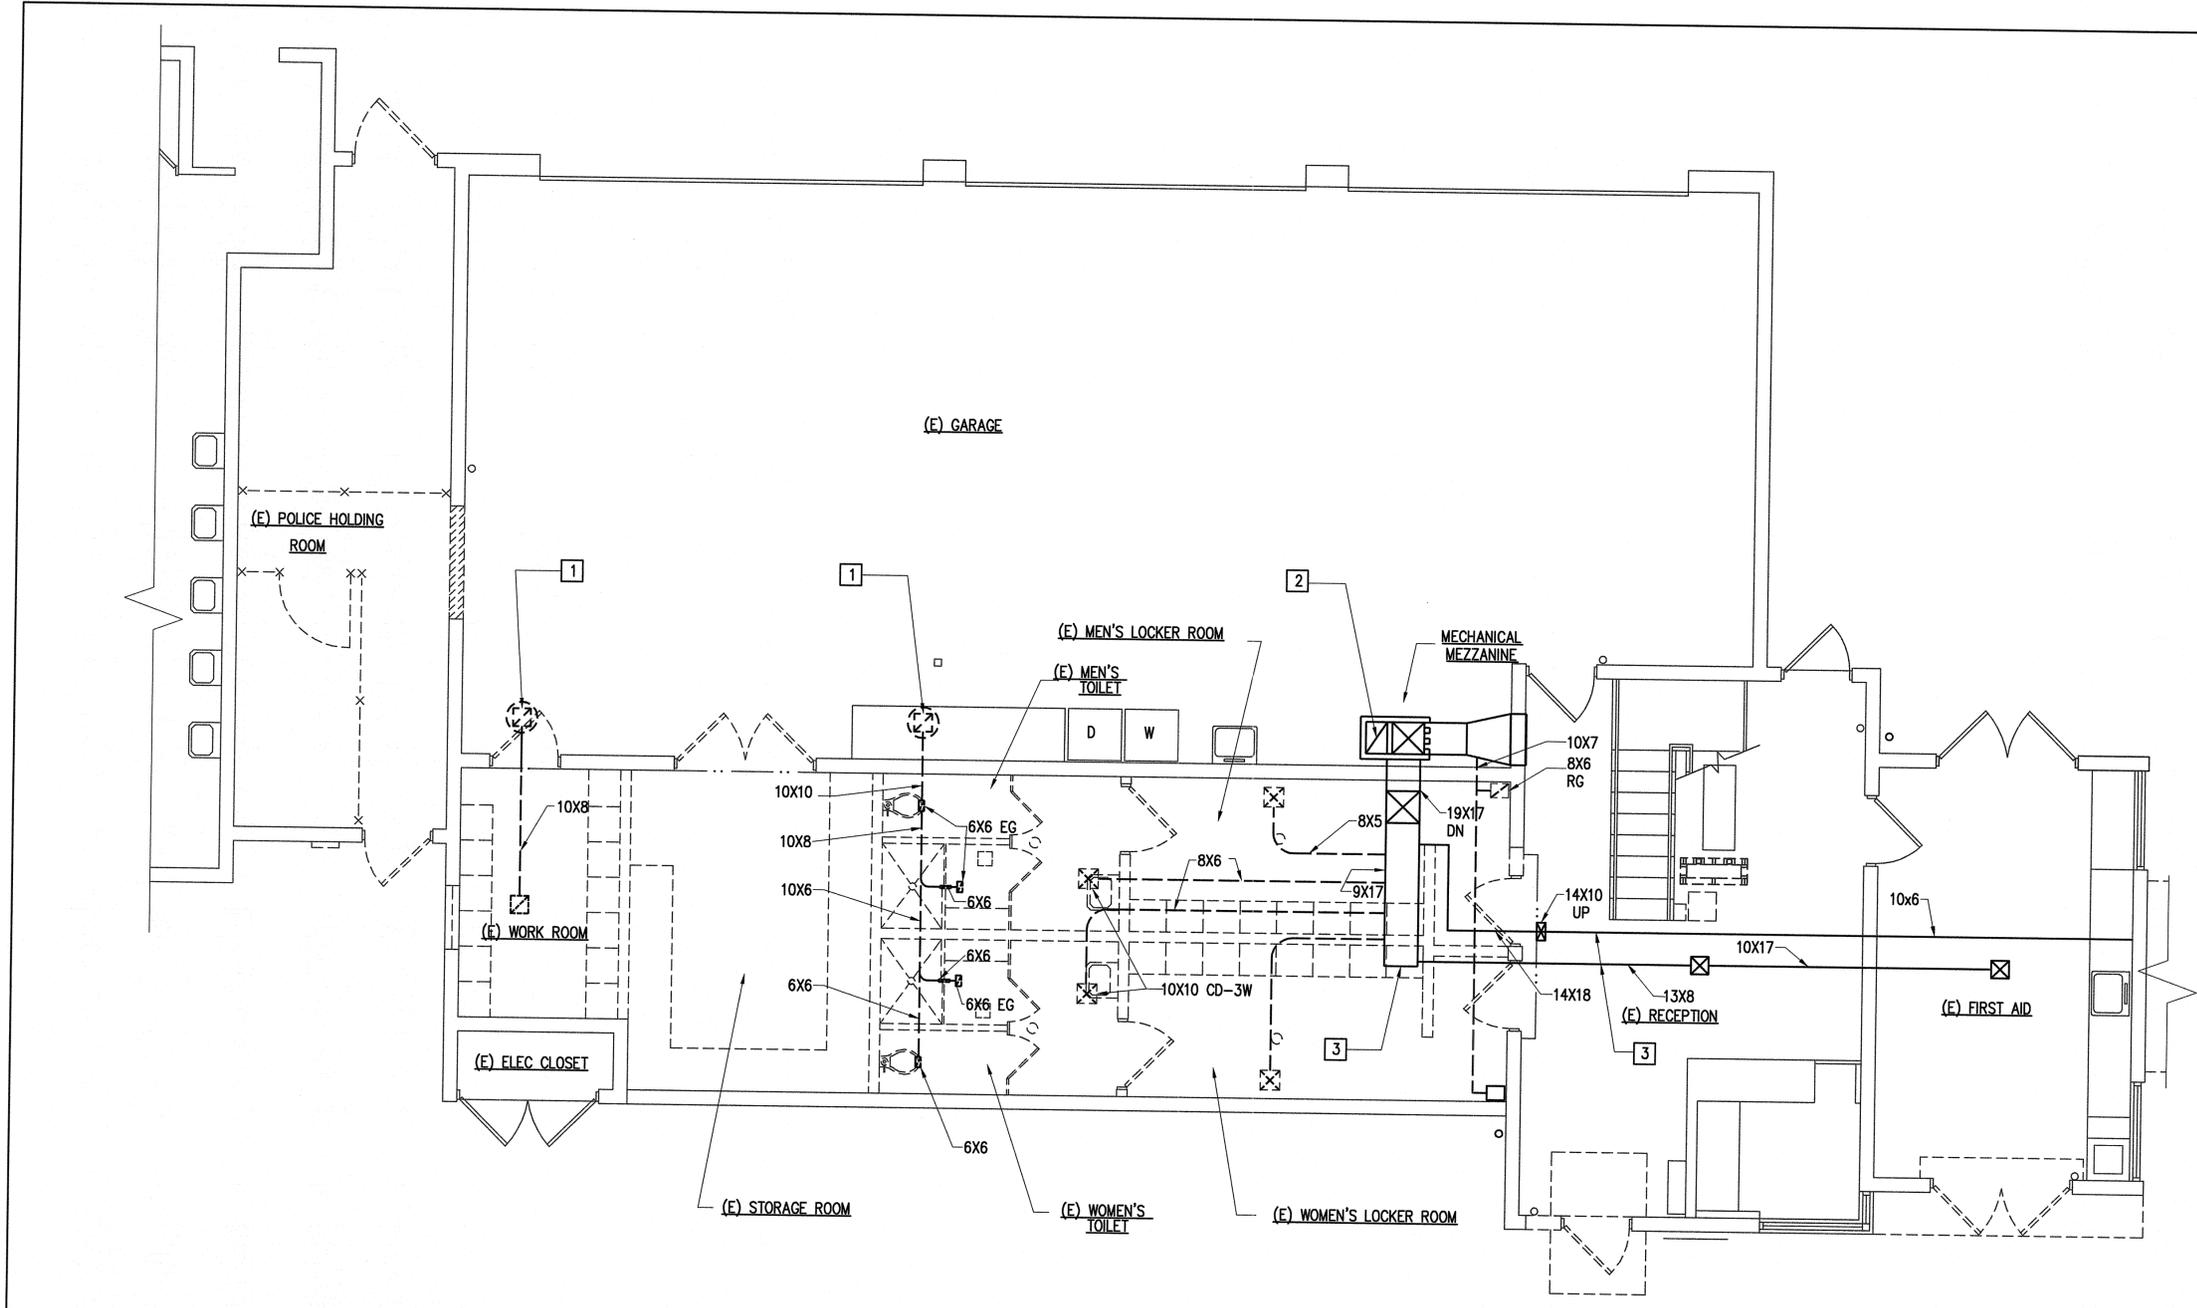 (E) GARAGE
(E) POLICE HOLDING
ROOM
1
1
2
(E) MEN'S LOCKER ROOM
MECHANICAL
MEZZANINE
(E) MEN'S
TOILET
D
W
10X7
8X6
RG
10X10
10X8
6X6 EG
10X8
8X5
19X17
DN
8X6
10X6
6X6
9X17
14X10
UP
10x6
(E) WORK ROOM
10X17
6X6
6X6
6X6 EG
10X10 CD-3W
14X18
13X8
(E) RECEPTION
(E) FIRST AID
3
3
(E) ELEC CLOSET
6X6
(E) STORAGE ROOM
(E) WOMEN'S
TOILET
(E) WOMEN'S LOCKER ROOM